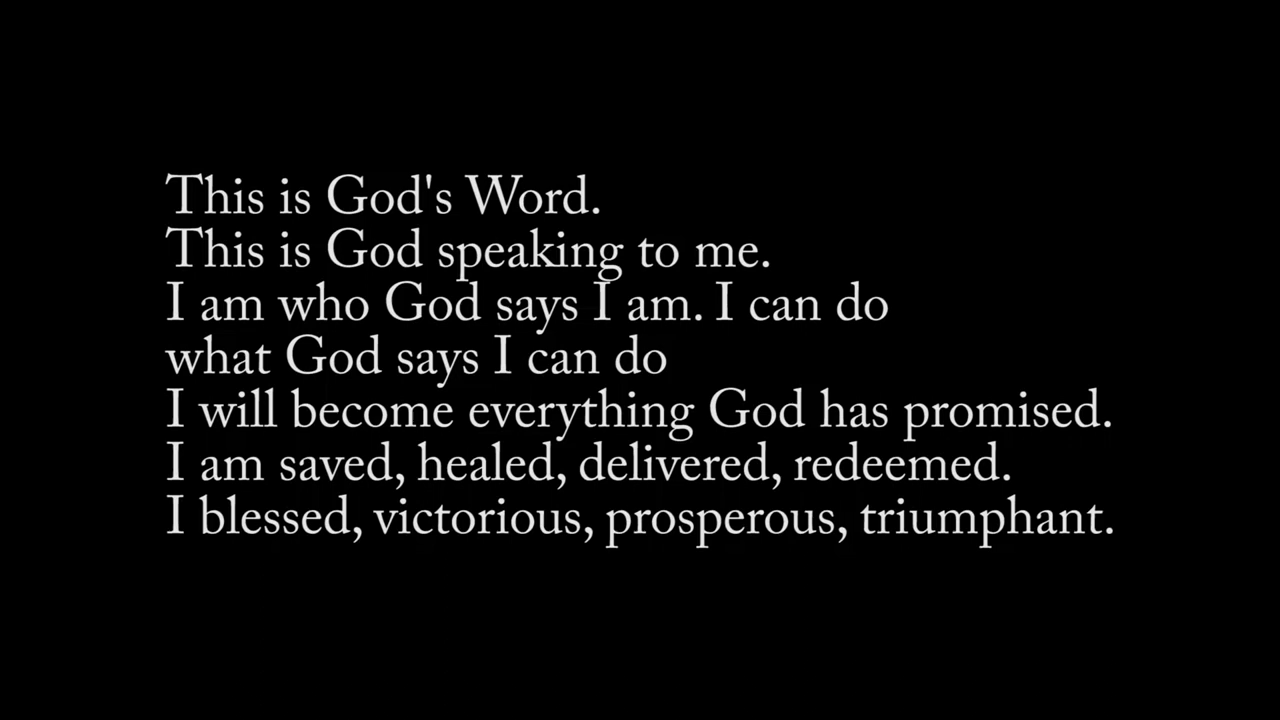 This is God's Word.
This is God speaking to me.
I am who God says I am. I can do
what God says I can do
I will become everything God has promised.
I am saved, healed, delivered, redeemed.
I blessed, victorious, prosperous, triumphant.